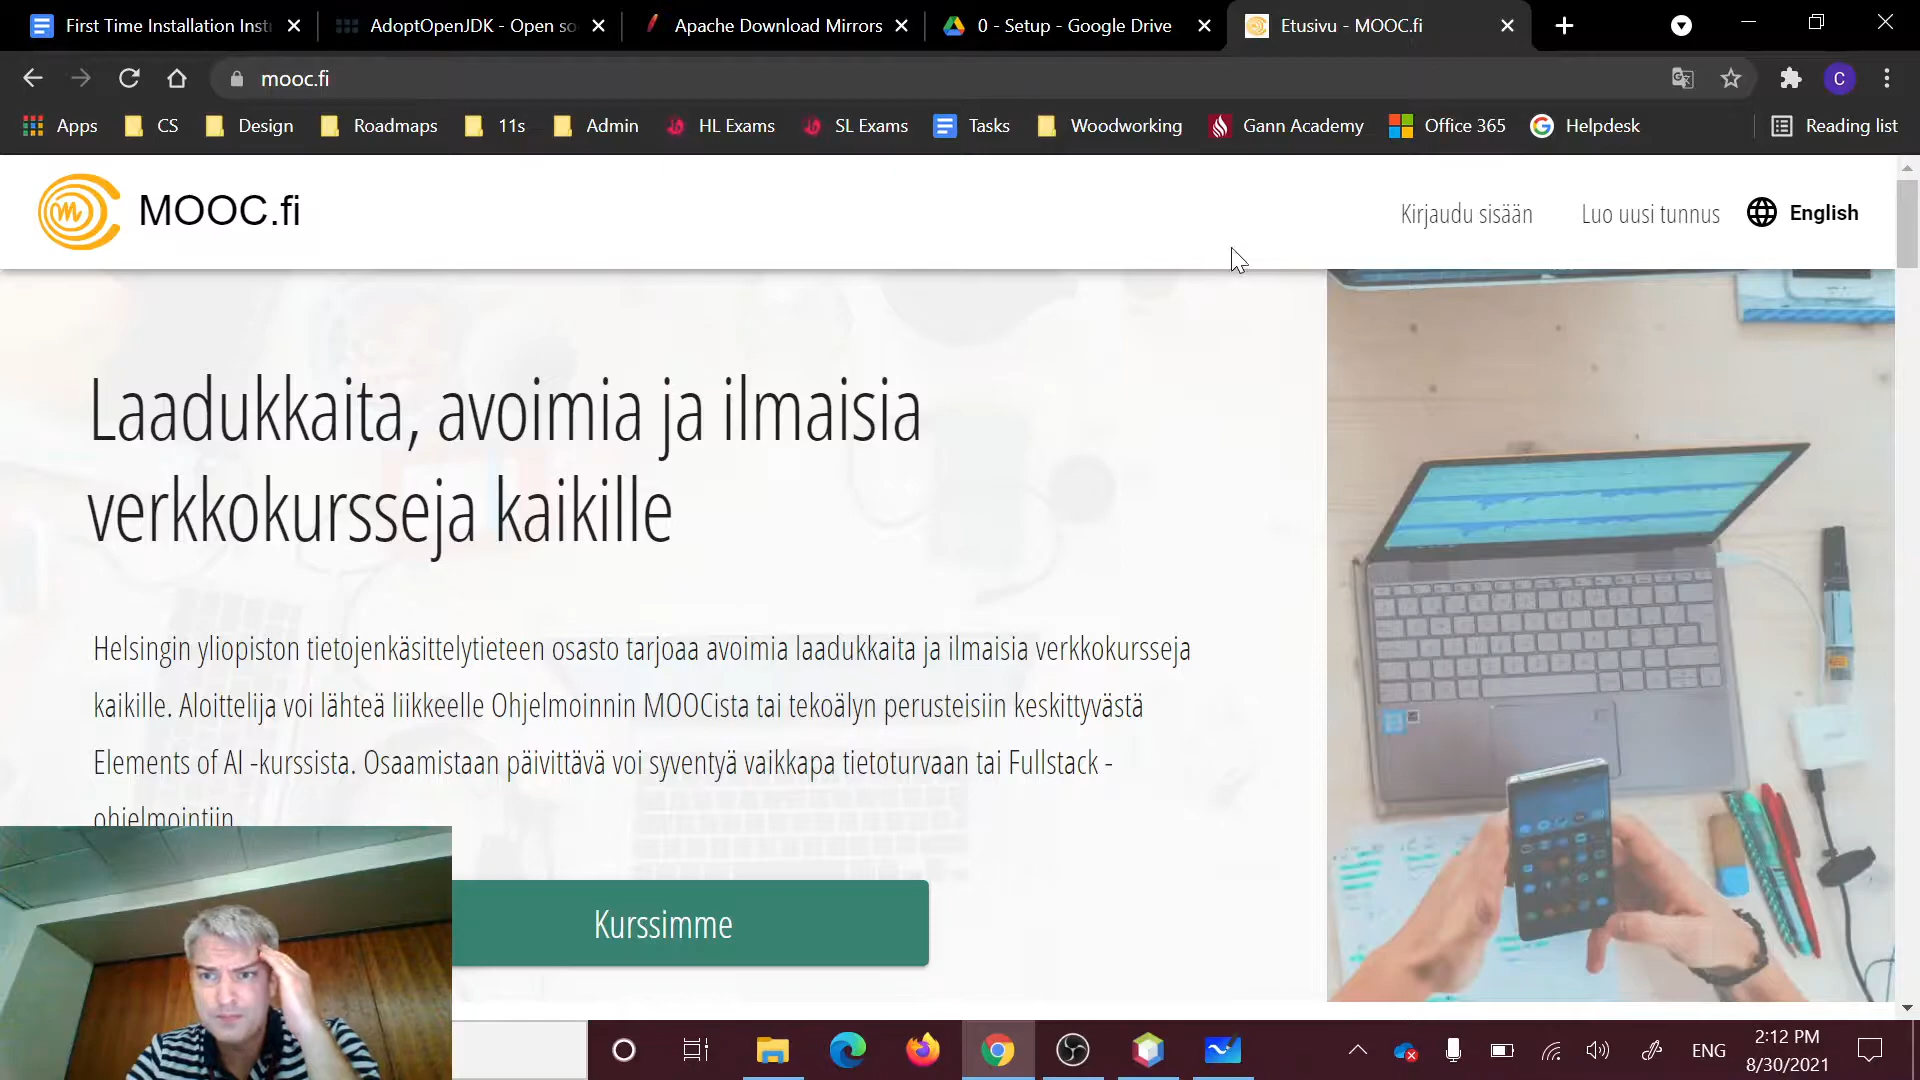 First Time Installation Inst
AdoptOpenJDK - Open so
Apache Download Mirrors
0 - Setup - Google Drive
Etusivu - MOOC.fi
mooc.fi
C
Apps
CS
Design
Roadmaps
11s
Admin
HL Exams
SL Exams
Tasks
Woodworking
Gann Academy
Office 365
Helpdesk
Reading list
MOOC.fi
Kirjaudu sisään
Luo uusi tunnus
English
Laadukkaita, avoimia ja ilmaisia
verkkokursseja kaikille
Helsingin yliopiston tietojenkäsittelytieteen osasto tarjoaa avoimia laadukkaita ja ilmaisia verkkokursseja
kaikille. Aloittelija voi lähteä liikkeelle Ohjelmoinnin MOOCista tai tekoälyn perusteisiin keskittyvästä
Elements of AI -kurssista. Osaamistaan päivittävä voi syventyä vaikkapa tietoturvaan tai Fullstack -
ohjelmointiin.
Kurssimme
ENG
2:12 PM
8/30/2021